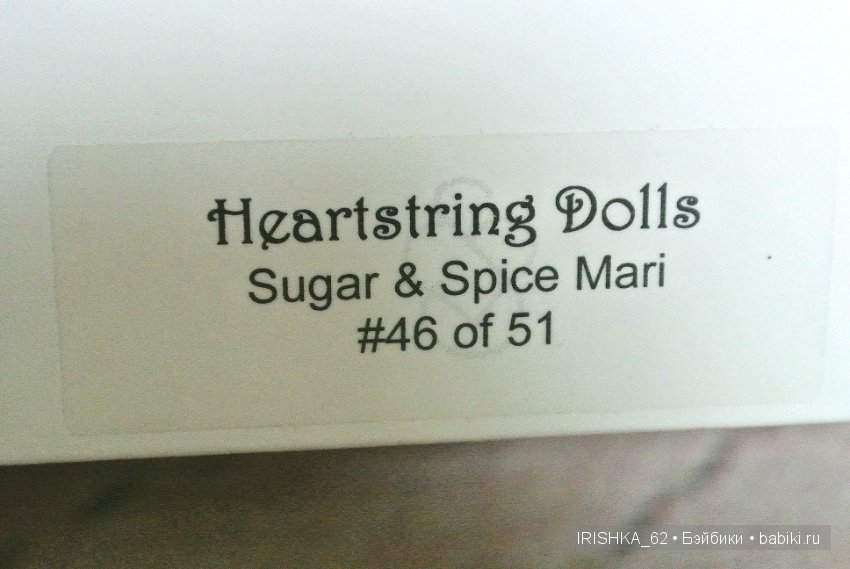 Heartstring Dolls
Sugar & Spice Mari
#46 of 51
IRISHKA_62 • Бэйбики • babiki.ru